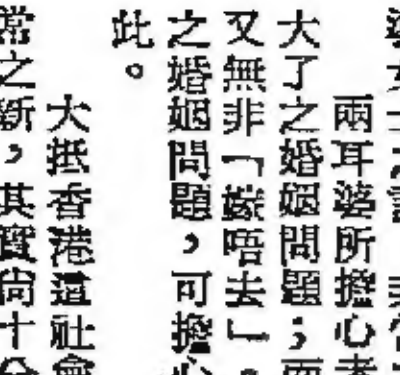 兩耳婆所擔心者
大了之婚姻問題；而
又無非「嫁唔去」。
之婚姻問題，可擔心
此。
大抵香港這社會
常之新，其實尚十分